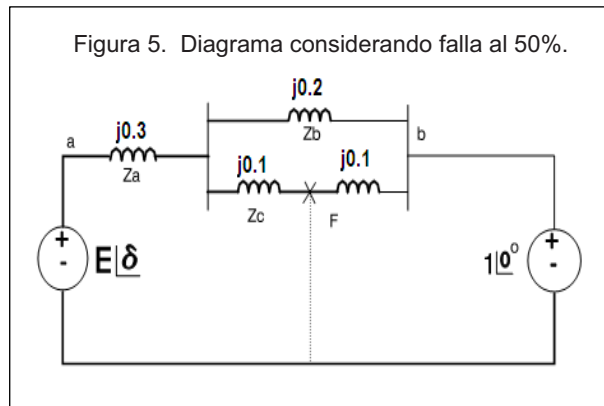 Figura 5. Diagrama considerando falla al 50%.
j0.2
Zb
a
j0.3
Za
b
j0.1
j0.1
Zc
F
+
-
E|δ
1|0°
+
-